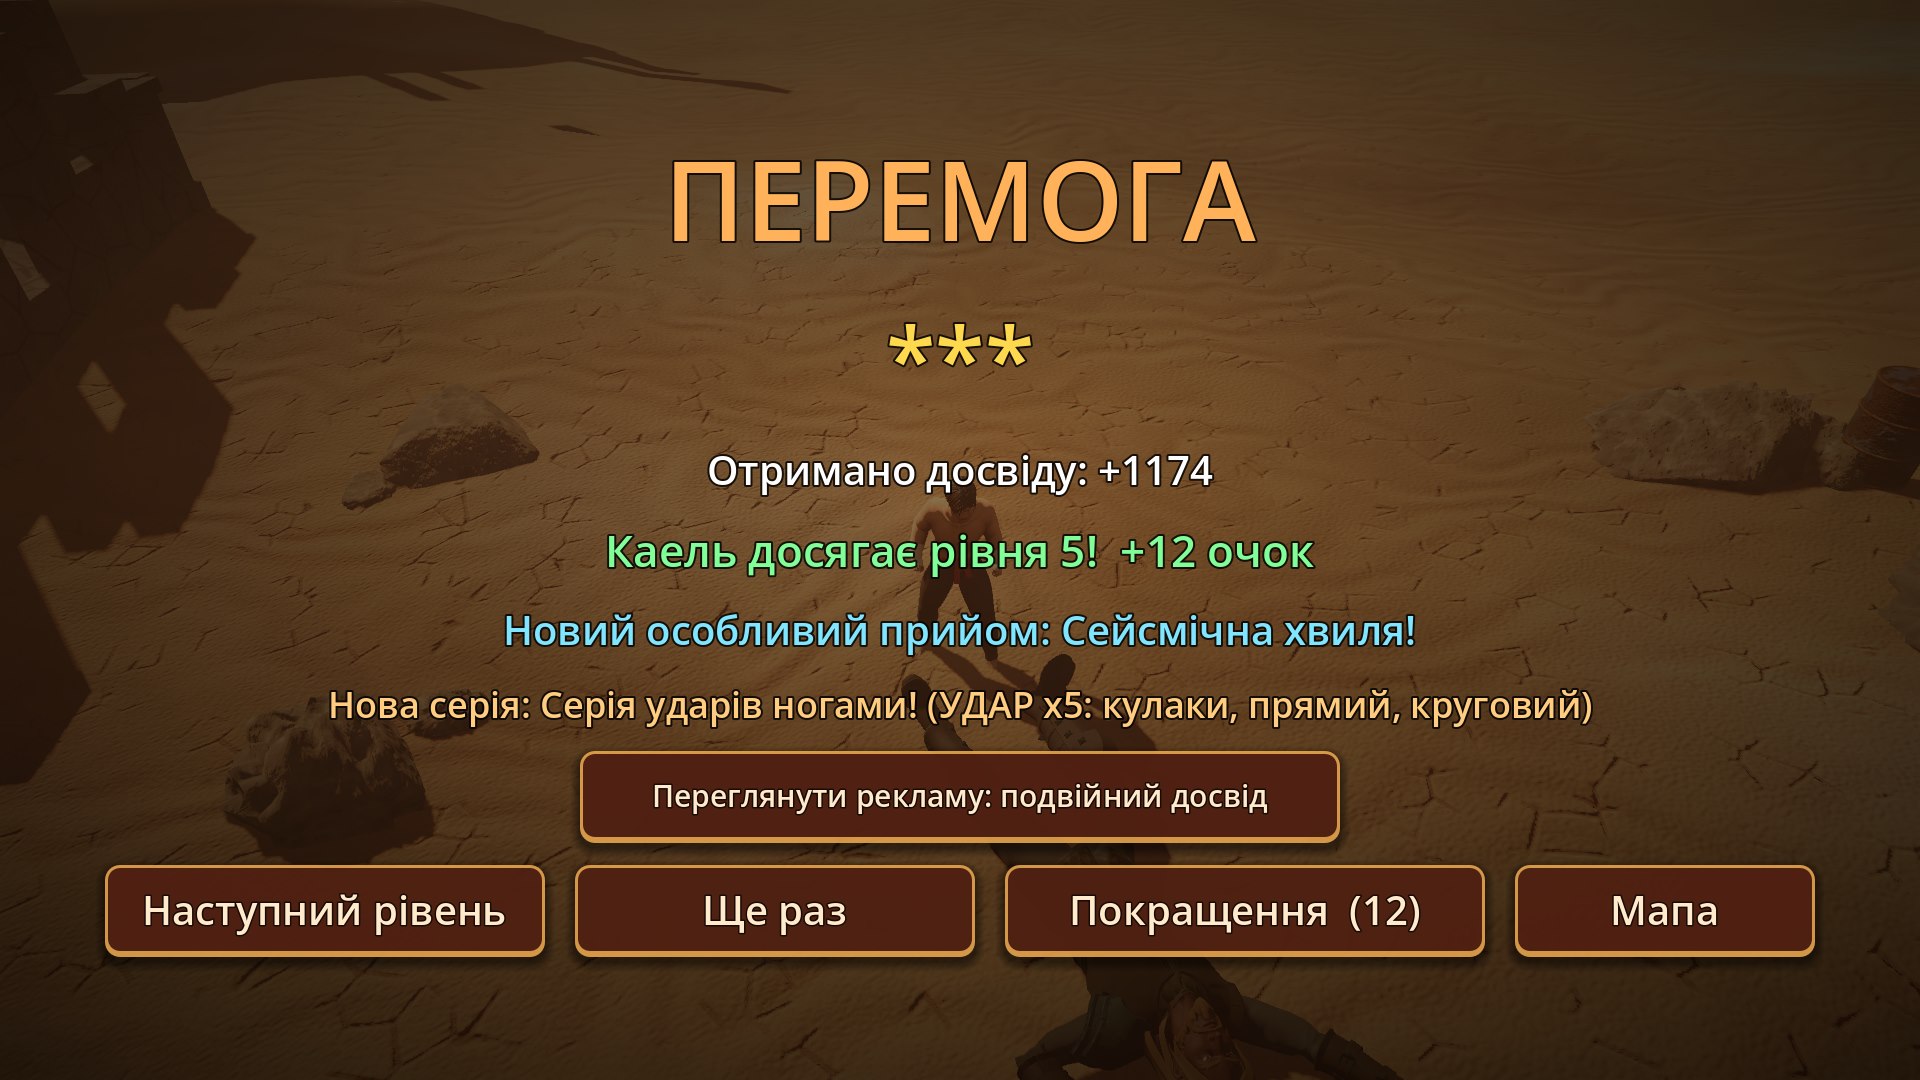 ПЕРЕМОГА
***
Отримано досвіду: +1174
Каель досягає рівня 5! +12 очок
Новий особливий прийом: Сейсмічна хвиля!
Нова серія: Серія ударів ногами! (УДАР x5: кулаки, прямий, круговий)
Переглянути рекламу: подвійний досвід
Наступний рівень
Ще раз
Покращення (12)
Мапа